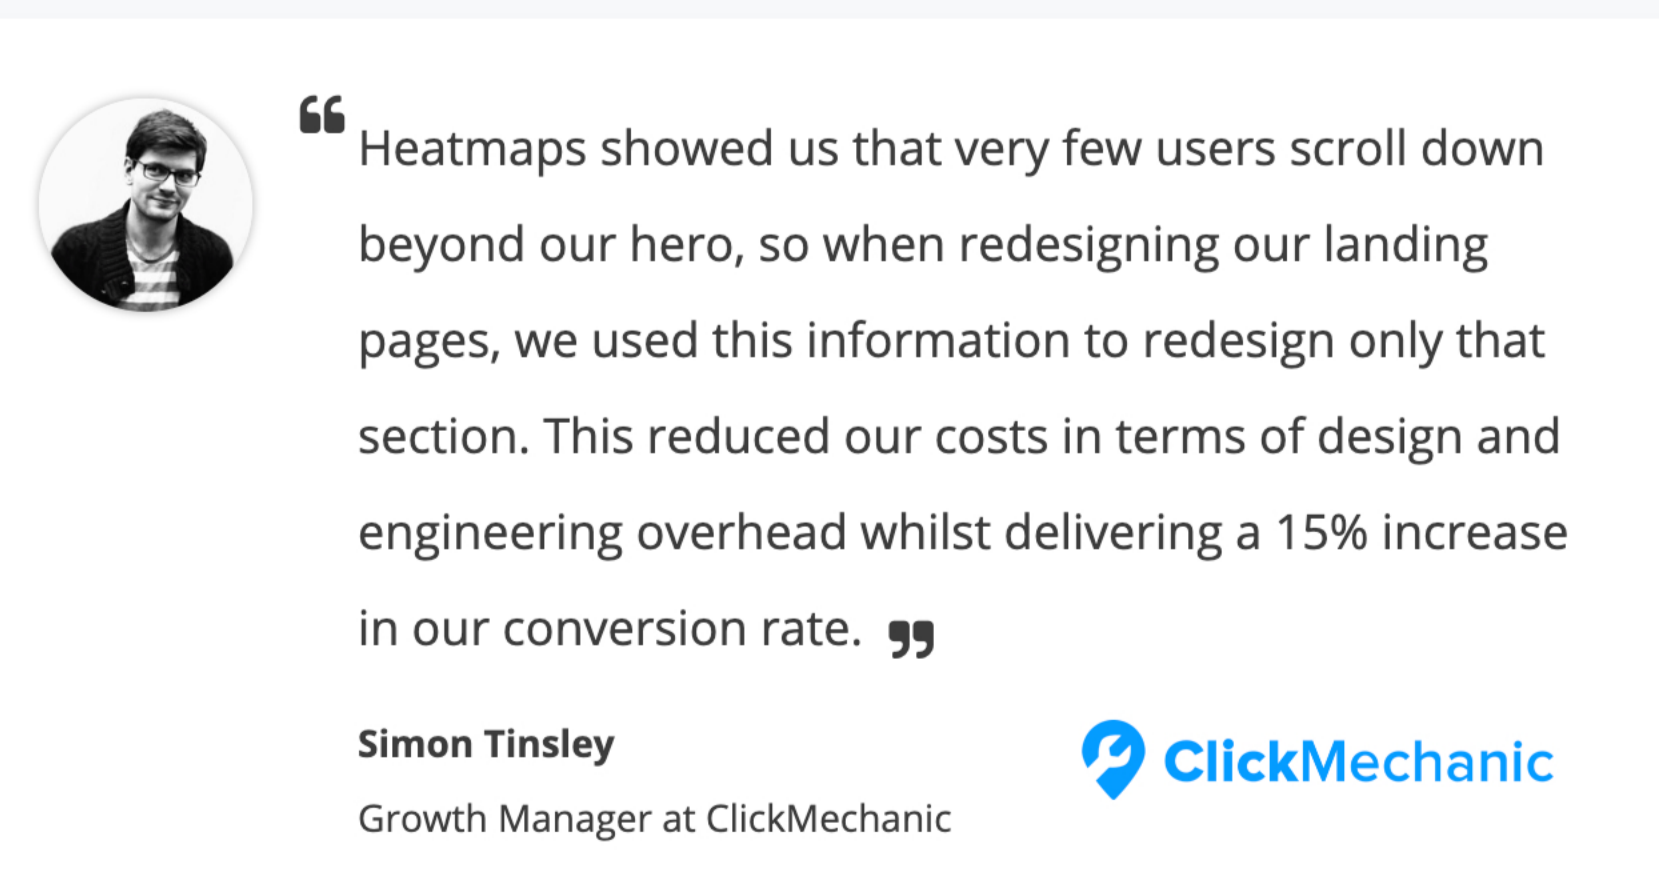 “ Heatmaps showed us that very few users scroll down
beyond our hero, so when redesigning our landing
pages, we used this information to redesign only that
section. This reduced our costs in terms of design and
engineering overhead whilst delivering a 15% increase
in our conversion rate. ”
Simon Tinsley
ClickMechanic
Growth Manager at ClickMechanic